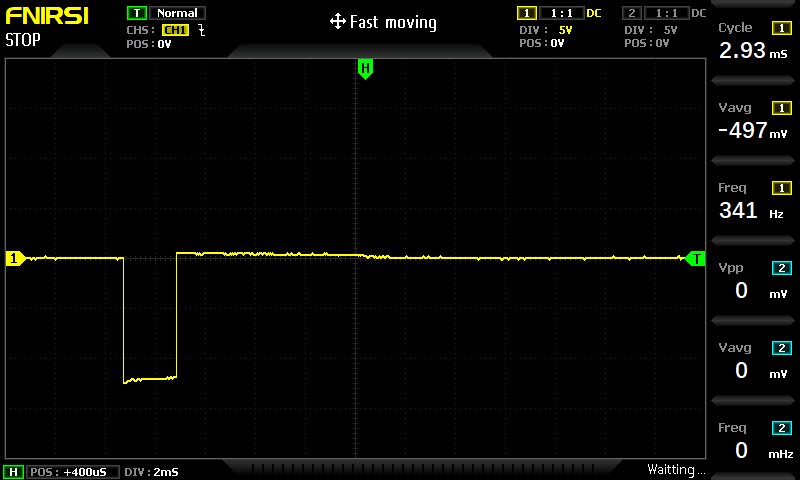 FNIRSI
STOP
T Normal
CHS: CH1
POS:0V
Fast moving
1 1:1 DC
DIV: 5V
POS:0V
2 1:1 DC
DIV: 5V
POS:0V
Cycle 1
2.93 mS
Vavg 1
-497 mV
Freq 1
341 Hz
Vpp 2
0 mV
Vavg 2
0 mV
Freq 2
0 mHz
H
1
T
H POS: +400uS DIV:2mS
Waitting...